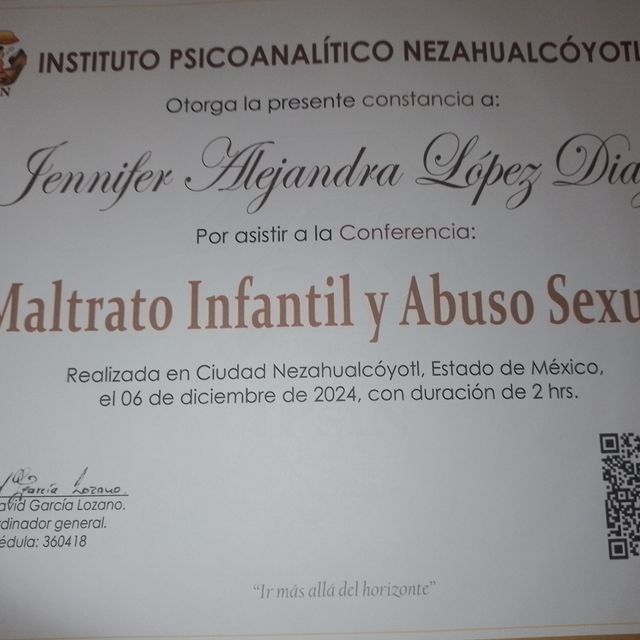 INSTITUTO PSICOANALÍTICO NEZAHUALCÓYOTL
Otorga la presente constancia a:
Jennifer Alejandra López Díaz
Por asistir a la Conferencia:
Maltrato Infantil y Abuso Sexu
Realizada en Ciudad Nezahualcóyotl, Estado de México,
el 06 de diciembre de 2024, con duración de 2 hrs.
García Lozano.
avid García Lozano.
rdinador general.
édula: 360418
“Ir más allá del horizonte”